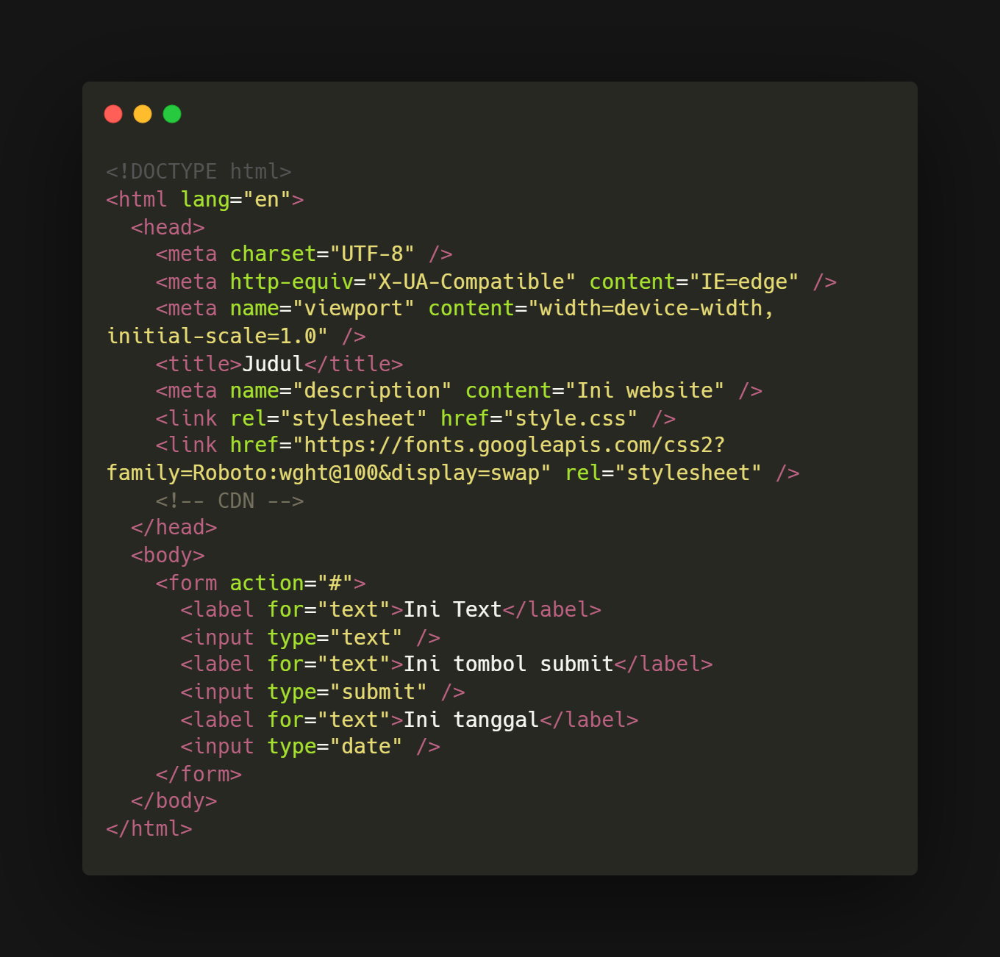 <!DOCTYPE html>
<html lang="en">
  <head>
    <meta charset="UTF-8" />
    <meta http-equiv="X-UA-Compatible" content="IE=edge" />
    <meta name="viewport" content="width=device-width,
initial-scale=1.0" />
    <title>Judul</title>
    <meta name="description" content="Ini website" />
    <link rel="stylesheet" href="style.css" />
    <link href="https://fonts.googleapis.com/css2?
family=Roboto:wght@100&display=swap" rel="stylesheet" />
    <!-- CDN -->
  </head>
  <body>
    <form action="#">
      <label for="text">Ini Text</label>
      <input type="text" />
      <label for="text">Ini tombol submit</label>
      <input type="submit" />
      <label for="text">Ini tanggal</label>
      <input type="date" />
    </form>
  </body>
</html>